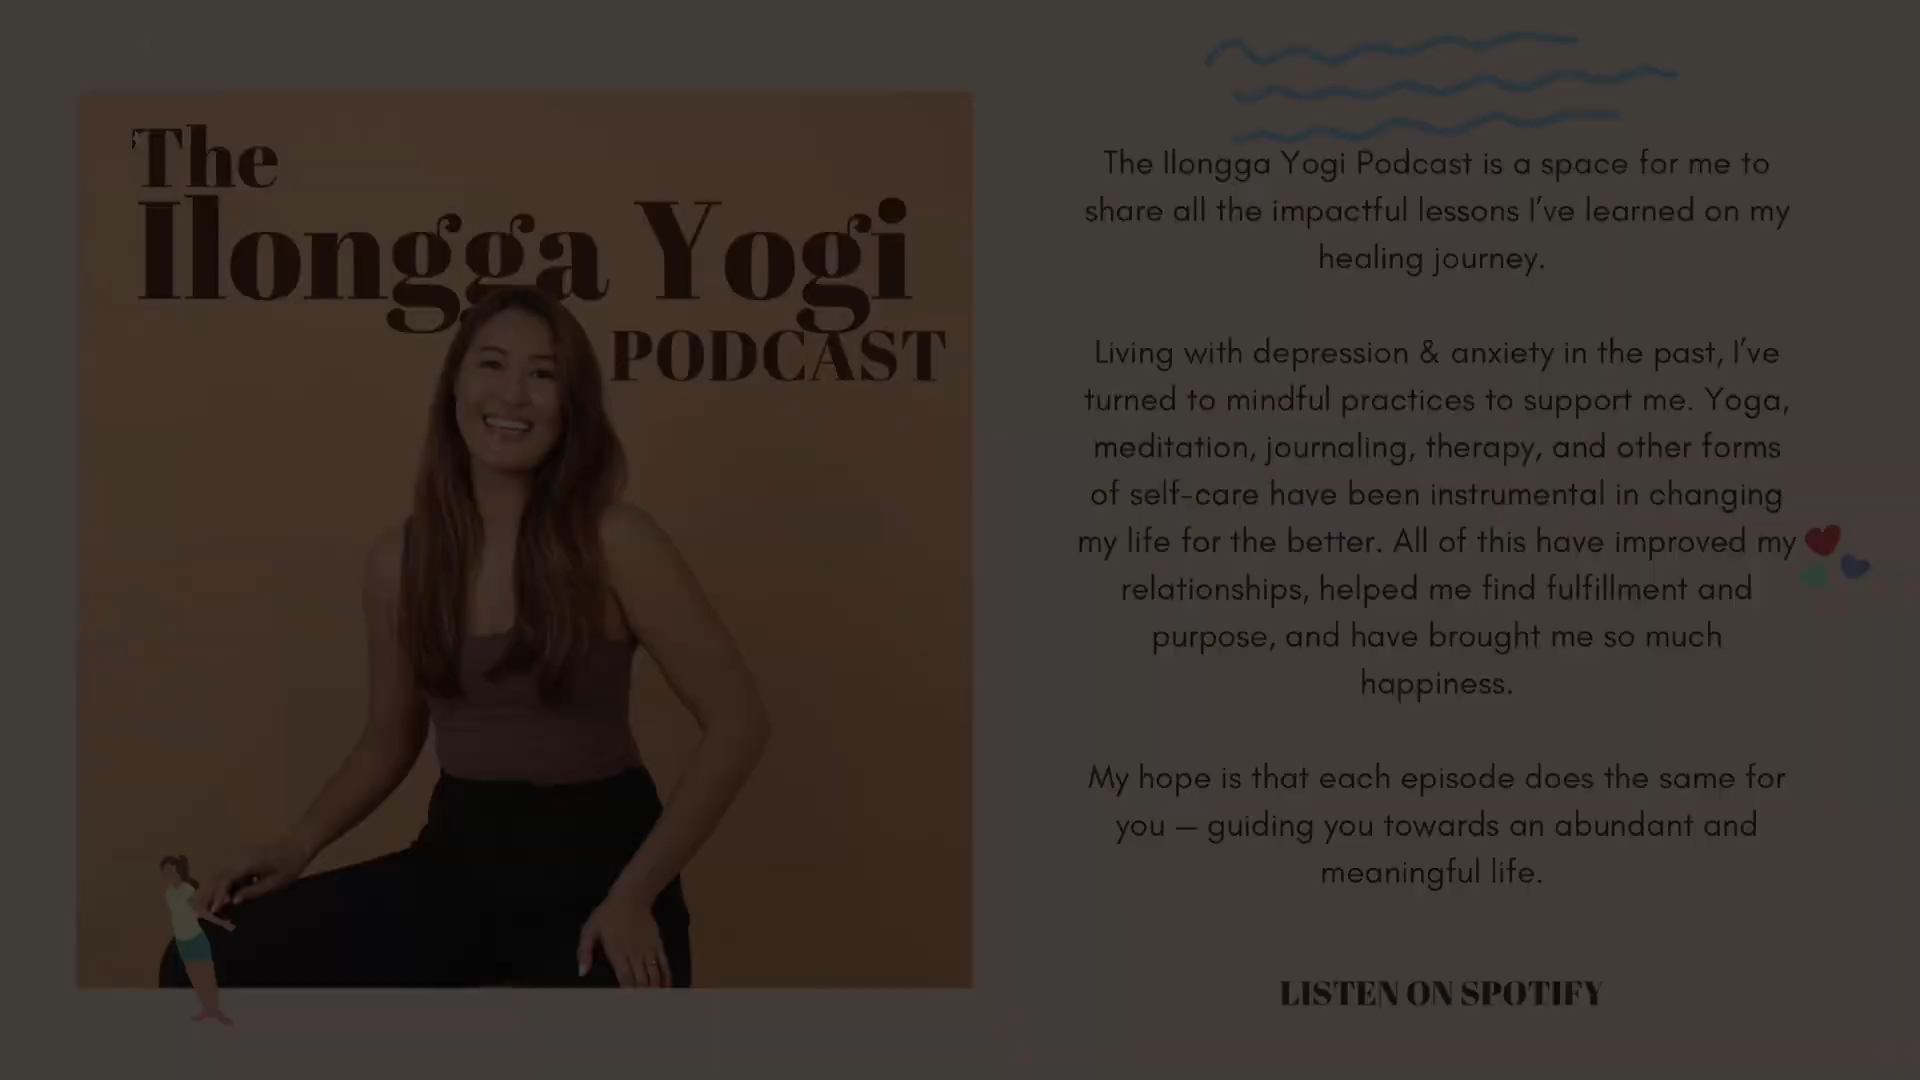 The
Ilongga Yogi
PODCAST
The Ilongga Yogi Podcast is a space for me to
share all the impactful lessons I've learned on my
healing journey.
Living with depression & anxiety in the past, I've
turned to mindful practices to support me. Yoga,
meditation, journaling, therapy, and other forms
of self-care have been instrumental in changing
my life for the better. All of this have improved my
relationships, helped me find fulfillment and
purpose, and have brought me so much
happiness.
My hope is that each episode does the same for
you — guiding you towards an abundant and
meaningful life.
LISTEN ON SPOTIFY